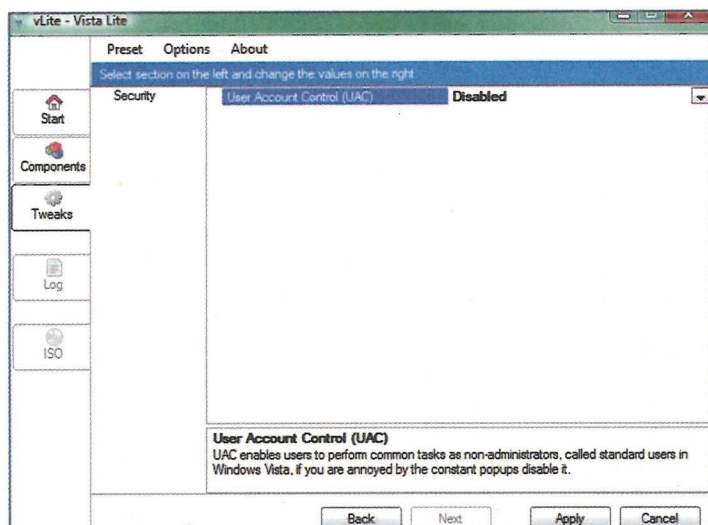 vLite - Vista Lite
Preset Options About
Select section on the left and change the values on the right
Start
Components
Tweaks
Log
ISO
Security
User Account Control (UAC) Disabled
User Account Control (UAC)
UAC enables users to perform common tasks as non-administrators, called standard users in
Windows Vista, if you are annoyed by the constant popups disable it.
Back Next Apply Cancel